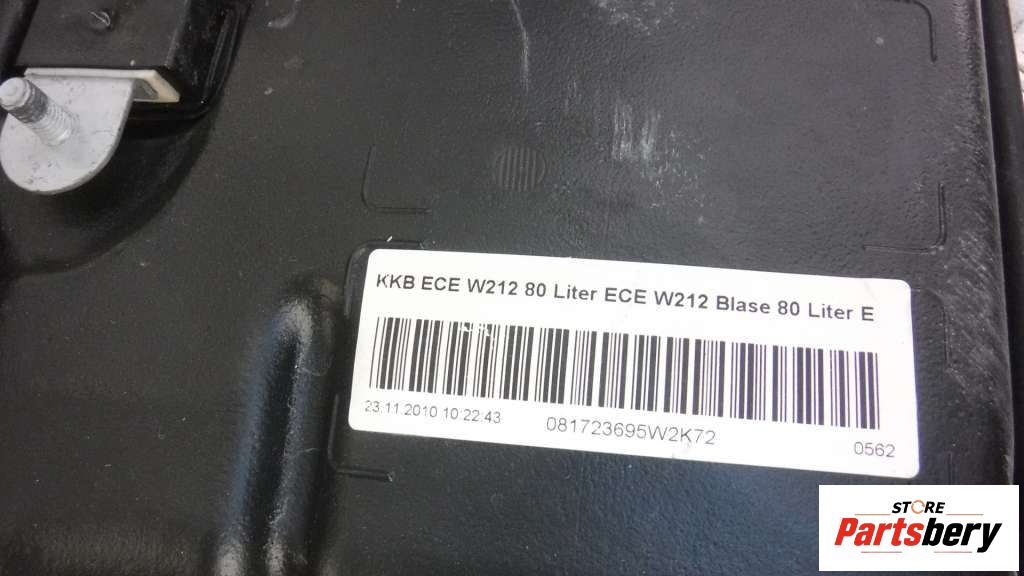 KKB ECE W212 80 Liter ECE W212 Blase 80 Liter E
23.11.2010 10:22:43
081723695W2K72
0562
STORE
Partsbery